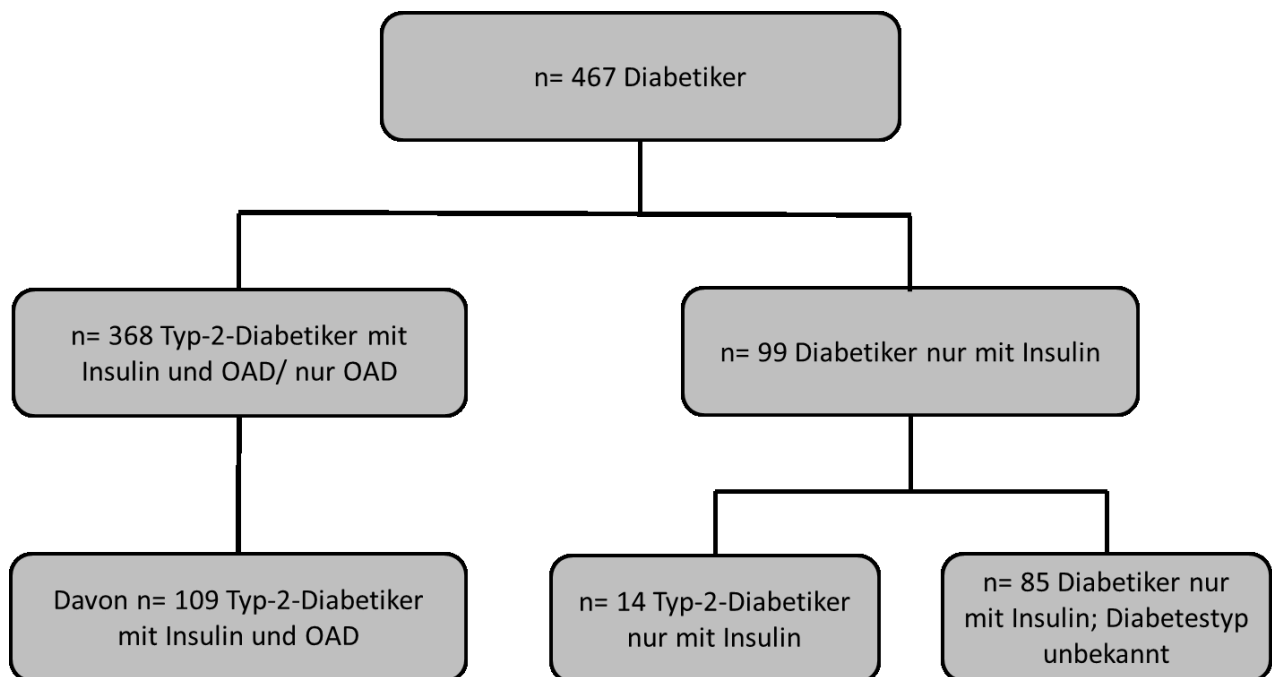 n= 467 Diabetiker
n= 368 Typ-2-Diabetiker mit
Insulin und OAD/ nur OAD
n= 99 Diabetiker nur mit Insulin
Davon n= 109 Typ-2-Diabetiker
mit Insulin und OAD
n= 14 Typ-2-Diabetiker
nur mit Insulin
n= 85 Diabetiker nur
mit Insulin; Diabetestyp
unbekannt